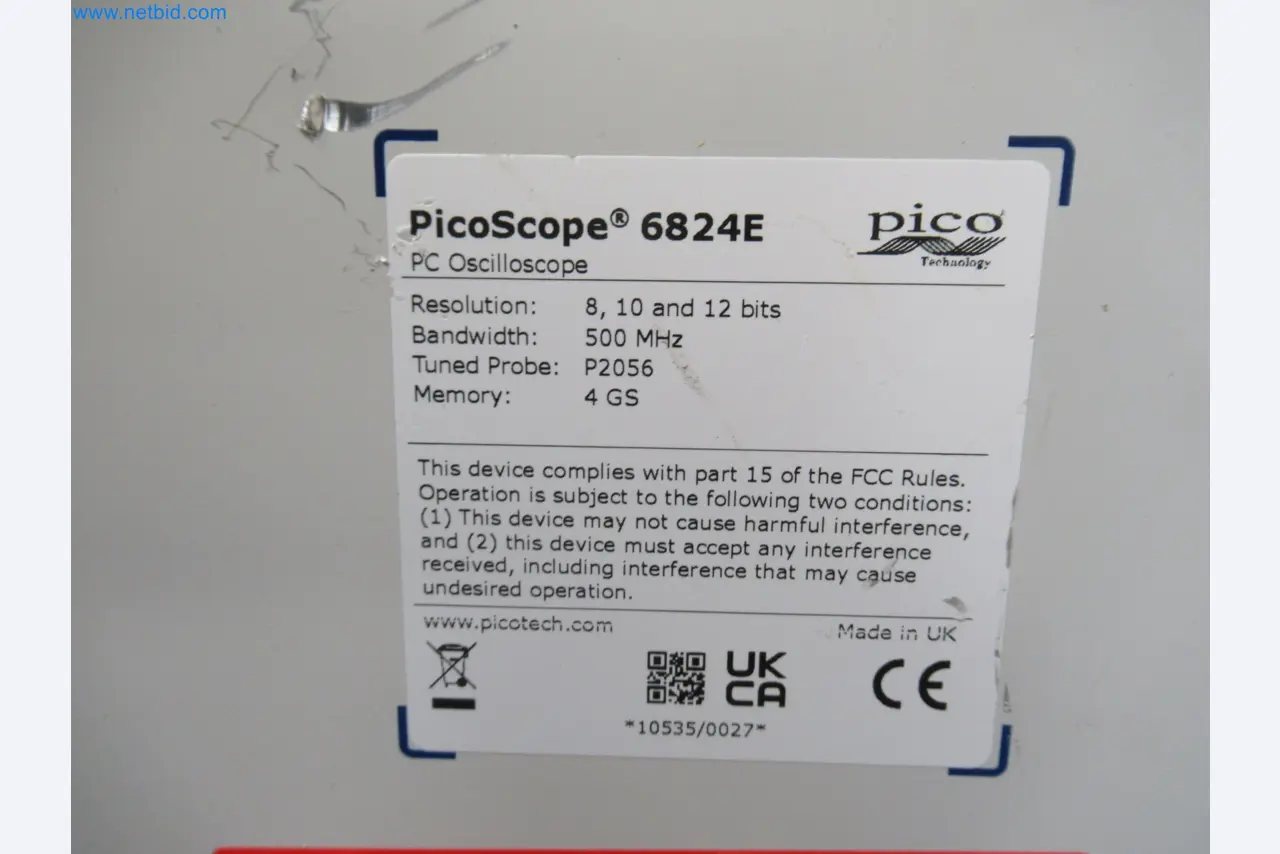 www.netbid.com
PicoScope® 6824E
pico
Technology
PC Oscilloscope
Resolution: 8, 10 and 12 bits
Bandwidth: 500 MHz
Tuned Probe: P2056
Memory: 4 GS
This device complies with part 15 of the FCC Rules.
Operation is subject to the following two conditions:
(1) This device may not cause harmful interference,
and (2) this device must accept any interference
received, including interference that may cause
undesired operation.
www.picotech.com Made in UK
UK
CA
CE
*10535/0027*